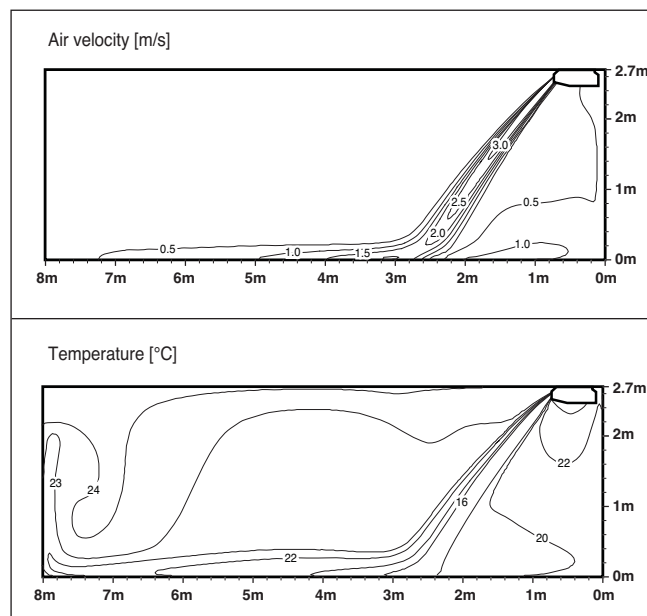 Air velocity [m/s]
2.7m
2m
3.0
2.5
1m
0.5
2.0
0.5
1.0
1.0
1.5
0m
8m 7m 6m 5m 4m 3m 2m 1m 0m
Temperature [°C]
2.7m
2m
22
23
24
16
1m
20
22
0m
8m 7m 6m 5m 4m 3m 2m 1m 0m